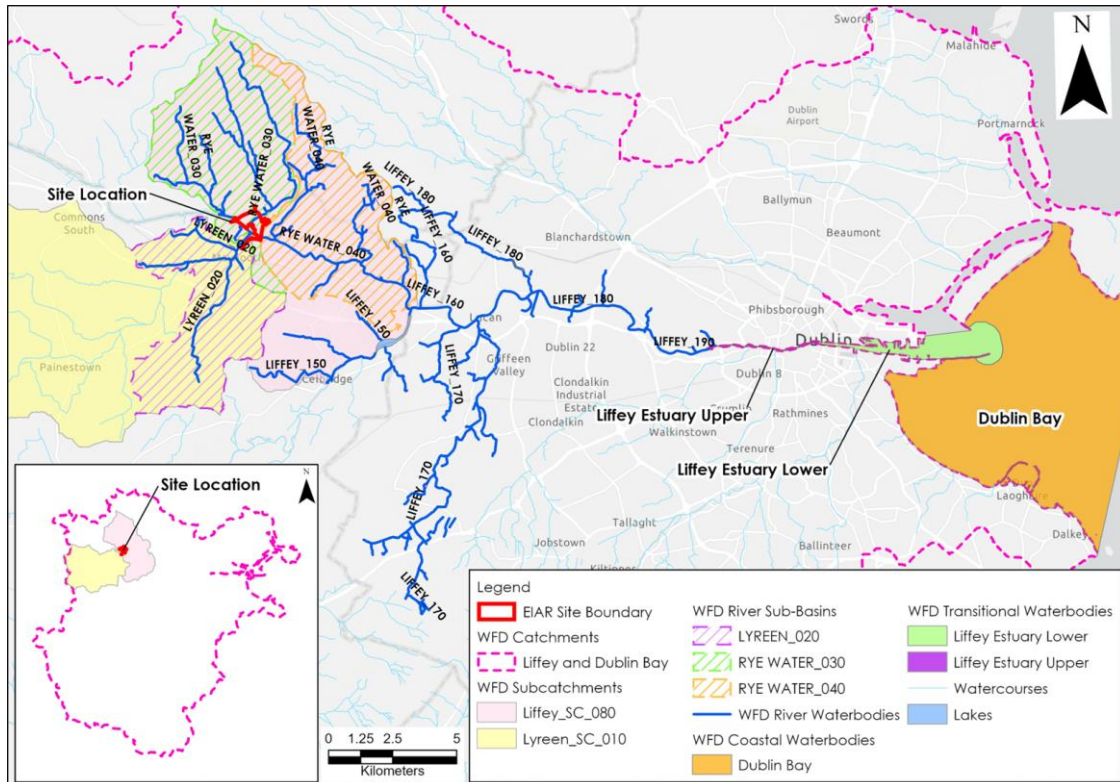 Swords
Malahide
N
Dublin
Airport
Portmarnock
RYE
WATER_030
RYE WATER_030
RYE
WATER_040
Site Location
Commons
South
LYREEN_020
RYE WATER_040
RYE
WATER_040
LIFFEY_180
LIFFEY_160
LIFFEY_180
Ballymun
Beaumont
Blanchardstown
LYREEN_020
LIFFEY_150
LIFFEY_160
LIFFEY_180
Phibsborough
Lucan
LIFFEY_190
Dublin
Painestown
LIFFEY_150
Celbridge
LIFFEY_170
Griffeen
Valley
Dublin 22
Dublin 8
Clondalkin
Industrial
Estate
Clondalkin
Crumlin
Rathmines
Liffey Estuary Upper
Walkinstown
Terenure
Liffey Estuary Lower
Dublin Bay
LIFFEY_170
Laoghaire
Tallaght
Jobstown
Ballinteer
Dalkey
Kiltipper
LIFFEY_170
Site Location
N
0 1.25 2.5 5
Kilometers
Legend
EIAR Site Boundary
WFD Catchments
Liffey and Dublin Bay
WFD Subcatchments
Liffey_SC_080
Lyreen_SC_010
WFD River Sub-Basins
LYREEN_020
RYE WATER_030
RYE WATER_040
WFD River Waterbodies
WFD Coastal Waterbodies
Dublin Bay
WFD Transitional Waterbodies
Liffey Estuary Lower
Liffey Estuary Upper
Watercourses
Lakes